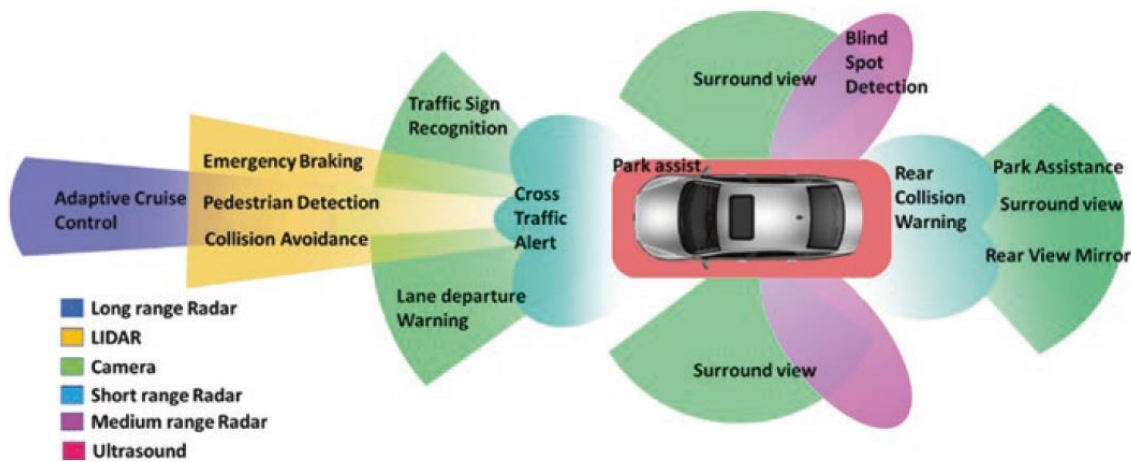 Blind
Spot
Detection
Surround view
Traffic Sign
Recognition
Emergency Braking
Park assist
Rear
Collision
Warning
Park Assistance
Adaptive Cruise
Control
Pedestrian Detection
Cross
Traffic
Alert
Surround view
Collision Avoidance
Rear View Mirror
Lane departure
Warning
Long range Radar
LIDAR
Camera
Short range Radar
Medium range Radar
Ultrasound
Surround view